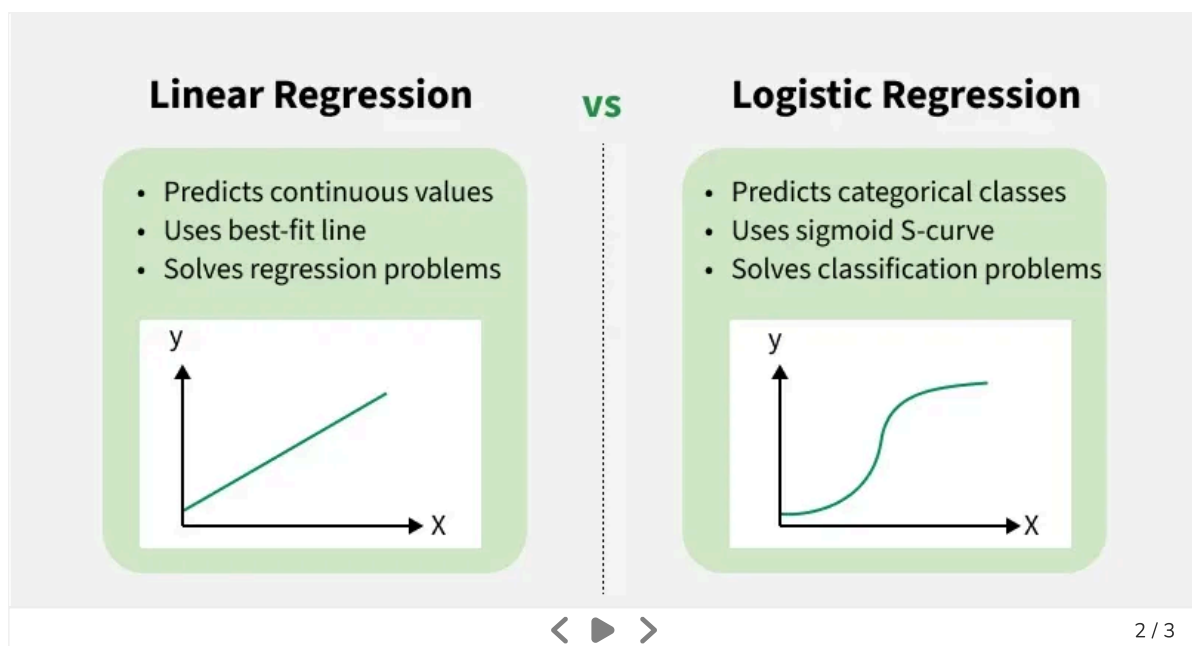 Linear Regression
vs
Logistic Regression
• Predicts continuous values
• Uses best-fit line
• Solves regression problems
y
X
• Predicts categorical classes
• Uses sigmoid S-curve
• Solves classification problems
y
X
2 / 3